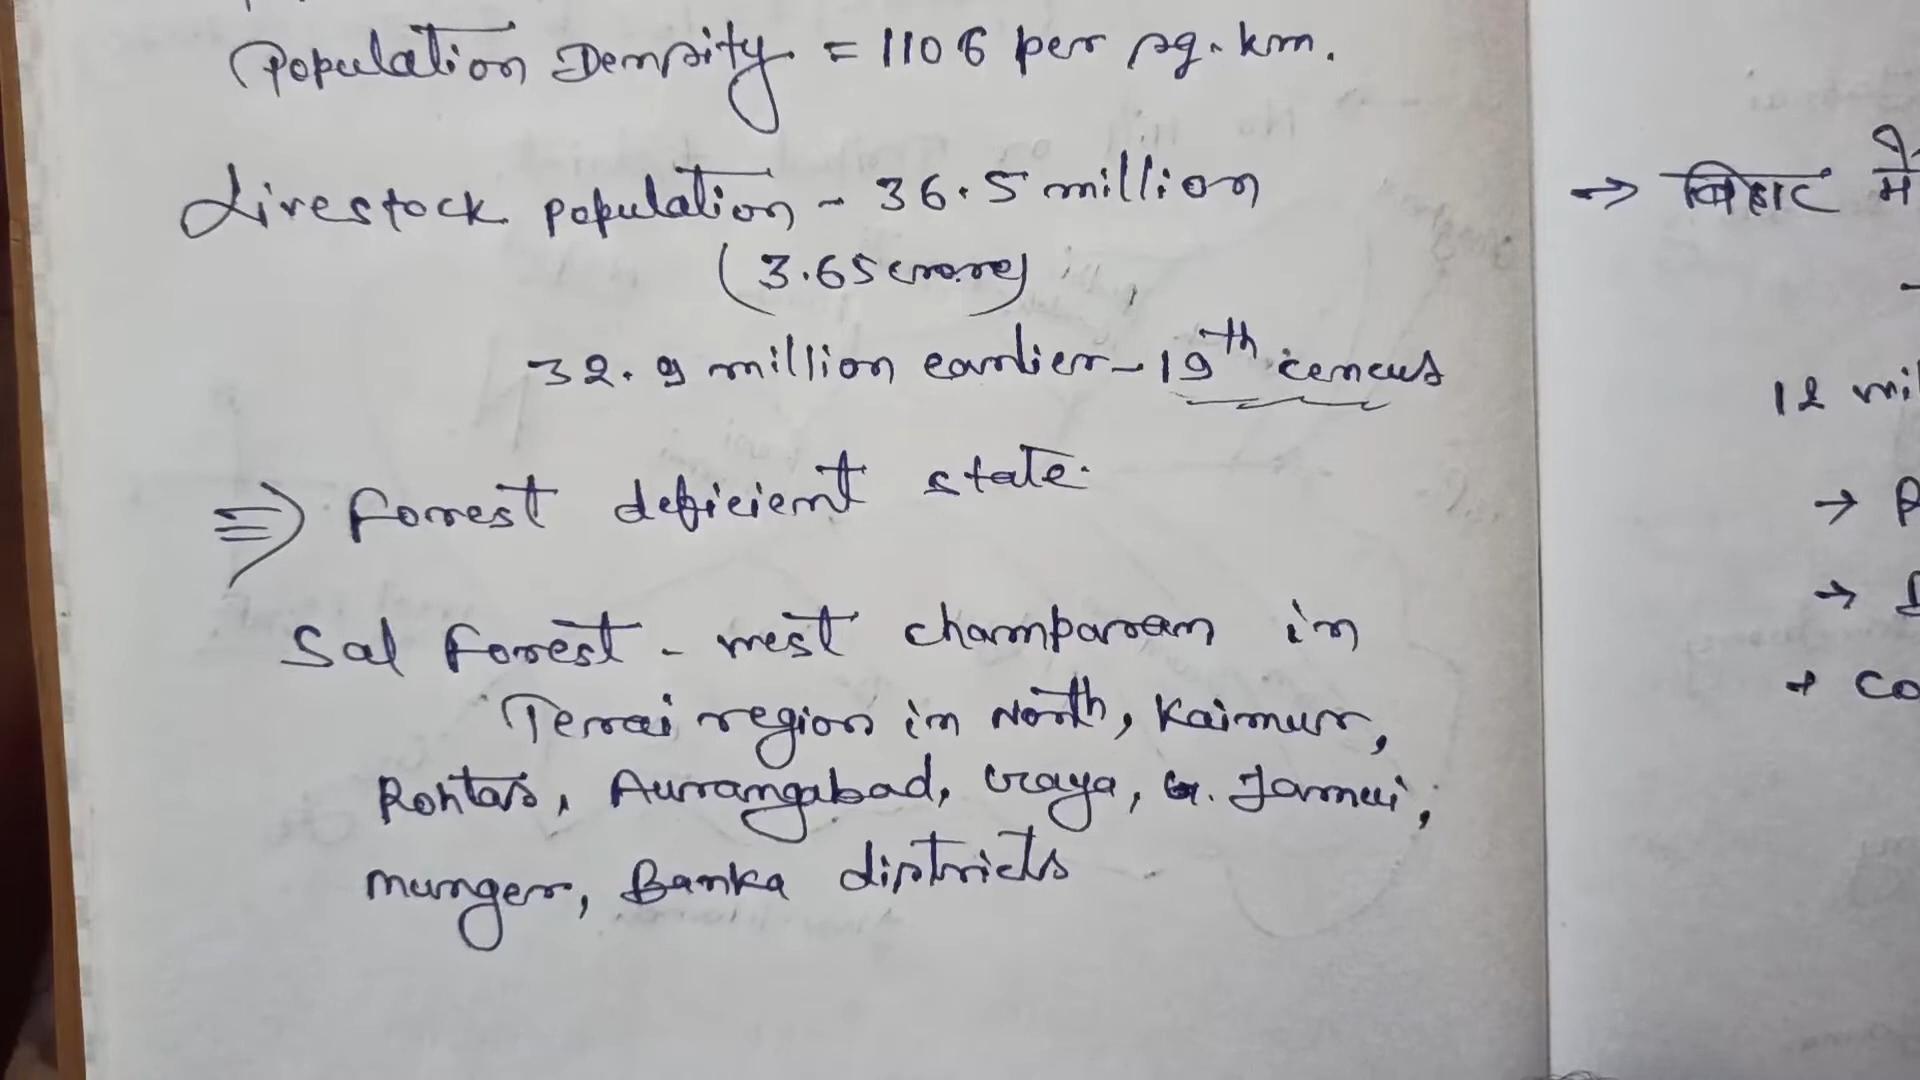 Population Density = 1106 per sq. km.
Livestock population - 36.5 million
(3.65 crore)
32.9 million earlier - 19th cencus
⇒ Forest deficient state.
Sal Forest - west champaran in
Terai region in North, Kaimur,
Rohtas, Aurangabad, Gaya, Jamui,
munger, Banka districts
→ बिहार में
12 mil
→
→
→ co